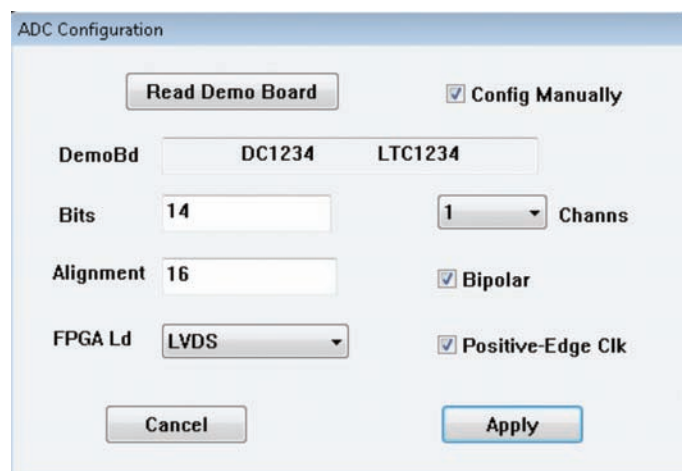 ADC Configuration
Read Demo Board Config Manually
DemoBd DC1234 LTC1234
Bits 14 1 Channs
Alignment 16 Bipolar
FPGA Ld LVDS Positive-Edge Clk
Cancel Apply